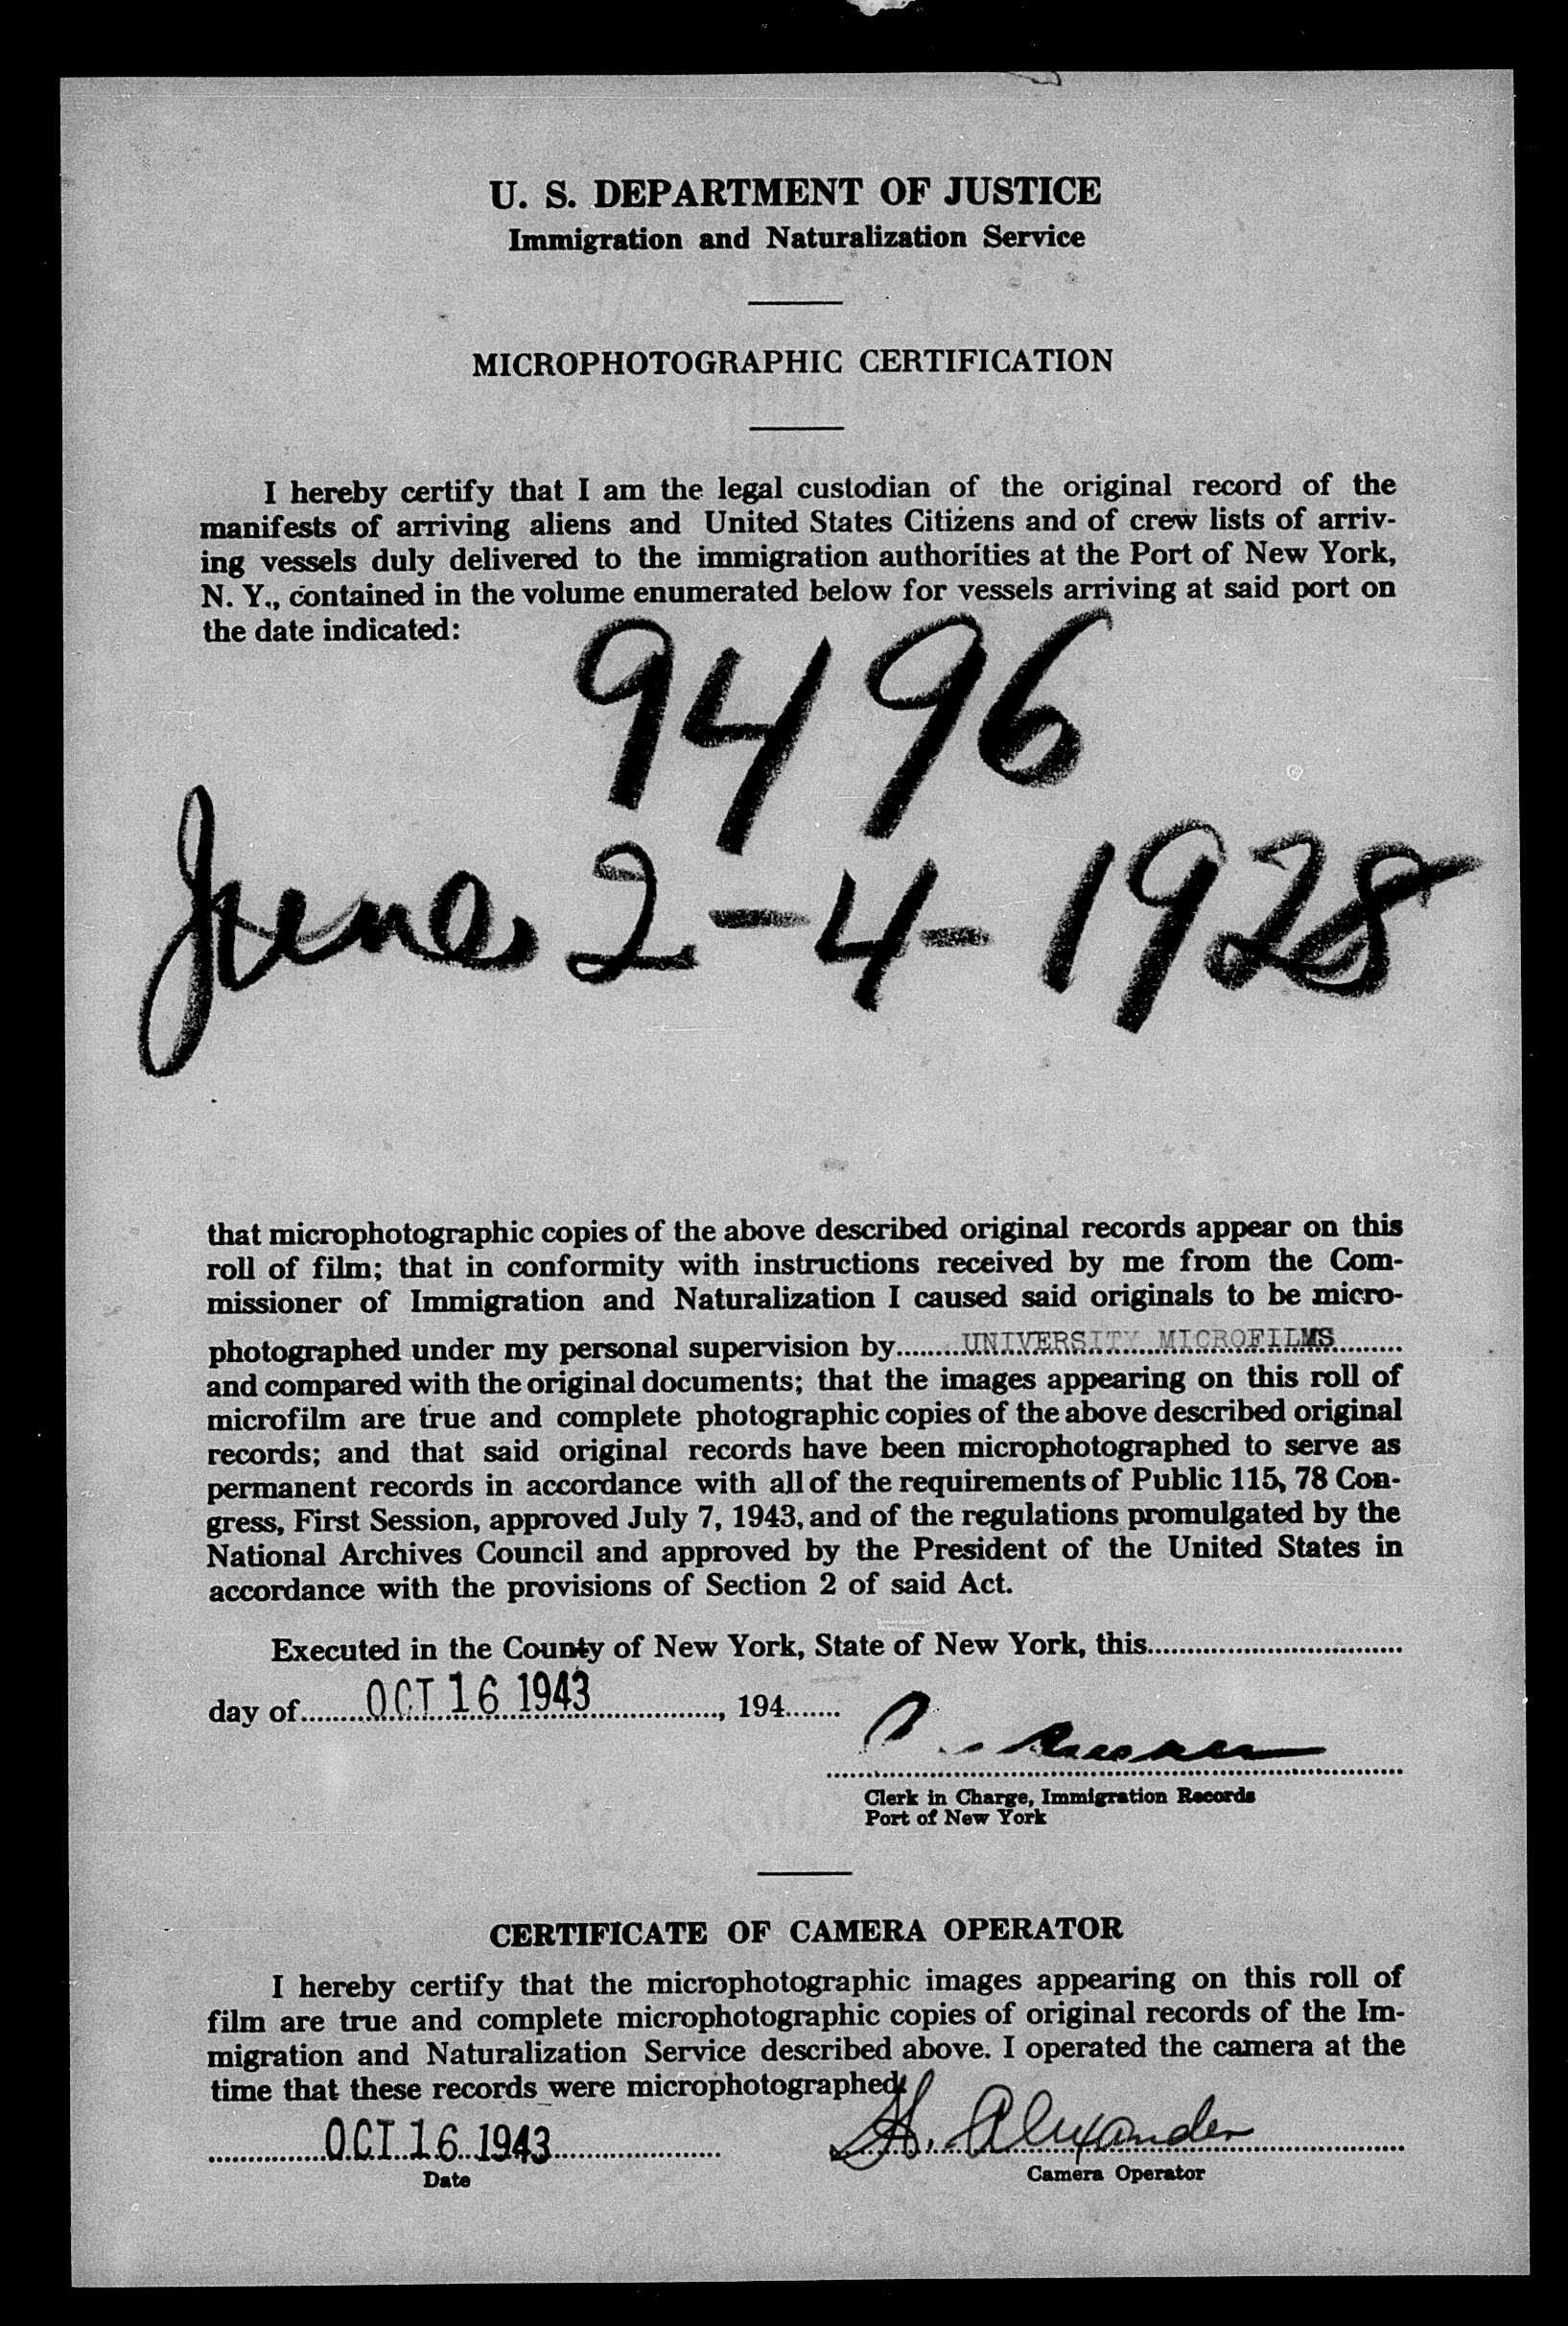 U. S. DEPARTMENT OF JUSTICE
Immigration and Naturalization Service
MICROPHOTOGRAPHIC CERTIFICATION
I hereby certify that I am the legal custodian of the original record of the
manifests of arriving aliens and United States Citizens and of crew lists of arriv-
ing vessels duly delivered to the immigration authorities at the Port of New York,
N. Y., contained in the volume enumerated below for vessels arriving at said port on
the date indicated:
9496
June 2-4-1928
that microphotographic copies of the above described original records appear on this
roll of film; that in conformity with instructions received by me from the Com-
missioner of Immigration and Naturalization I caused said originals to be micro-
photographed under my personal supervision by........UNIVERSITY MICROFILMS..........
and compared with the original documents; that the images appearing on this roll of
microfilm are true and complete photographic copies of the above described original
records; and that said original records have been microphotographed to serve as
permanent records in accordance with all of the requirements of Public 115, 78 Con-
gress, First Session, approved July 7, 1943, and of the regulations promulgated by the
National Archives Council and approved by the President of the United States in
accordance with the provisions of Section 2 of said Act.
Executed in the County of New York, State of New York, this................................
day of.........OCT 16 1943................, 194.......
Clerk in Charge, Immigration Records
Port of New York
CERTIFICATE OF CAMERA OPERATOR
I hereby certify that the microphotographic images appearing on this roll of
film are true and complete microphotographic copies of original records of the Im-
migration and Naturalization Service described above. I operated the camera at the
time that these records were microphotographed.
OCT 16 1943 H. Alexander
Date Camera Operator